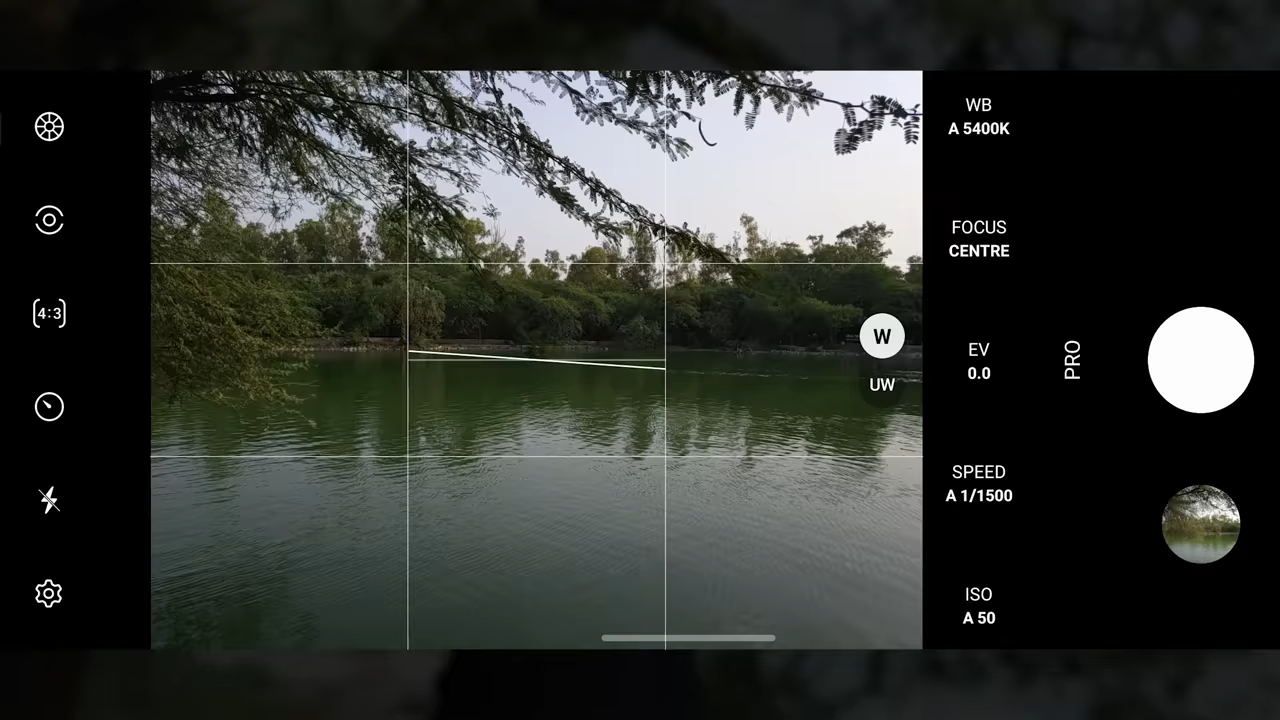 4:3
W
UW
WB
A 5400K
FOCUS
CENTRE
EV
0.0
SPEED
A 1/1500
ISO
A 50
PRO